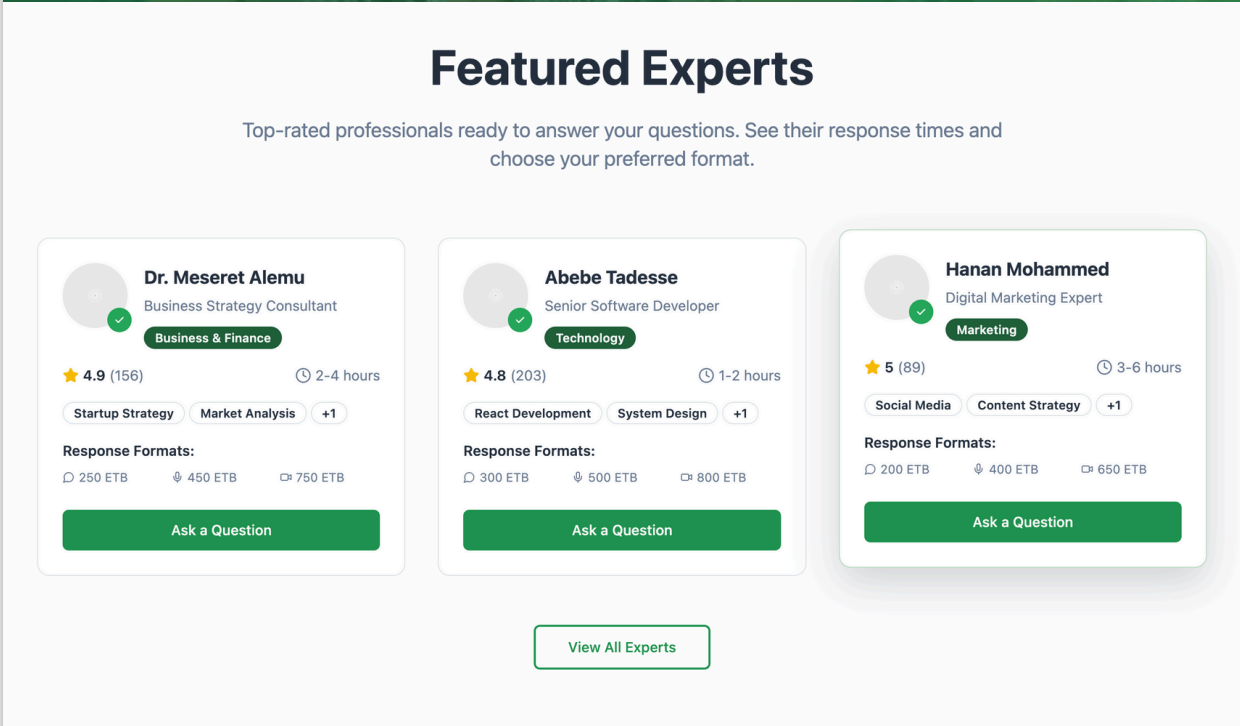 Featured Experts
Top-rated professionals ready to answer your questions. See their response times and
choose your preferred format.
Dr. Meseret Alemu
Business Strategy Consultant
Business & Finance
4.9 (156)
2-4 hours
Startup Strategy
Market Analysis
+1
Response Formats:
250 ETB
450 ETB
750 ETB
Ask a Question
Abebe Tadesse
Senior Software Developer
Technology
4.8 (203)
1-2 hours
React Development
System Design
+1
Response Formats:
300 ETB
500 ETB
800 ETB
Ask a Question
Hanan Mohammed
Digital Marketing Expert
Marketing
5 (89)
3-6 hours
Social Media
Content Strategy
+1
Response Formats:
200 ETB
400 ETB
650 ETB
Ask a Question
View All Experts